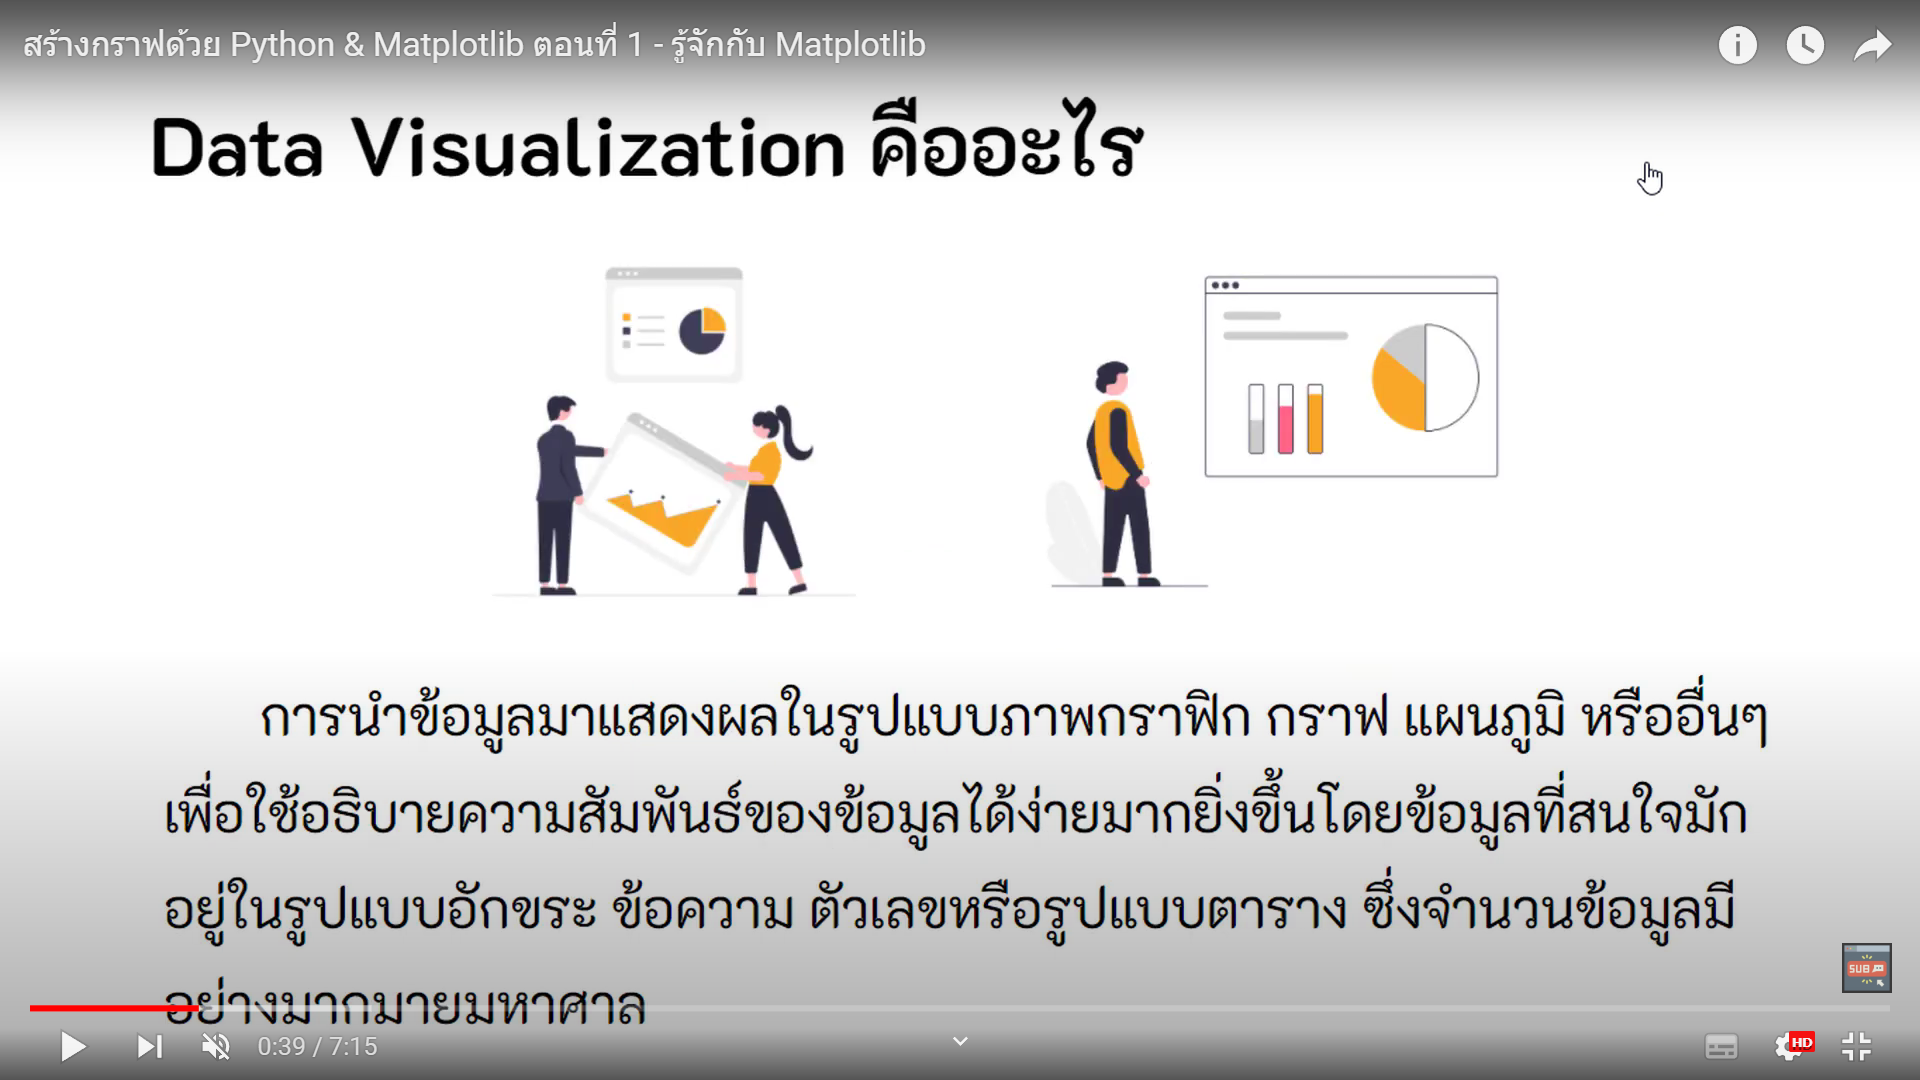 สร้างกราฟด้วย Python & Matplotlib ตอนที่ 1 - รู้จักกับ Matplotlib
Data Visualization คืออะไร
การนำข้อมูลมาแสดงผลในรูปแบบภาพกราฟิก กราฟ แผนภูมิ หรืออื่นๆ
เพื่อใช้อธิบายความสัมพันธ์ของข้อมูลได้ง่ายมากยิ่งขึ้นโดยข้อมูลที่สนใจมัก
อยู่ในรูปแบบอักขระ ข้อความ ตัวเลขหรือรูปแบบตาราง ซึ่งจำนวนข้อมูลมี
อย่างมากมายมหาศาล
SUB
0:39 / 7:15
HD